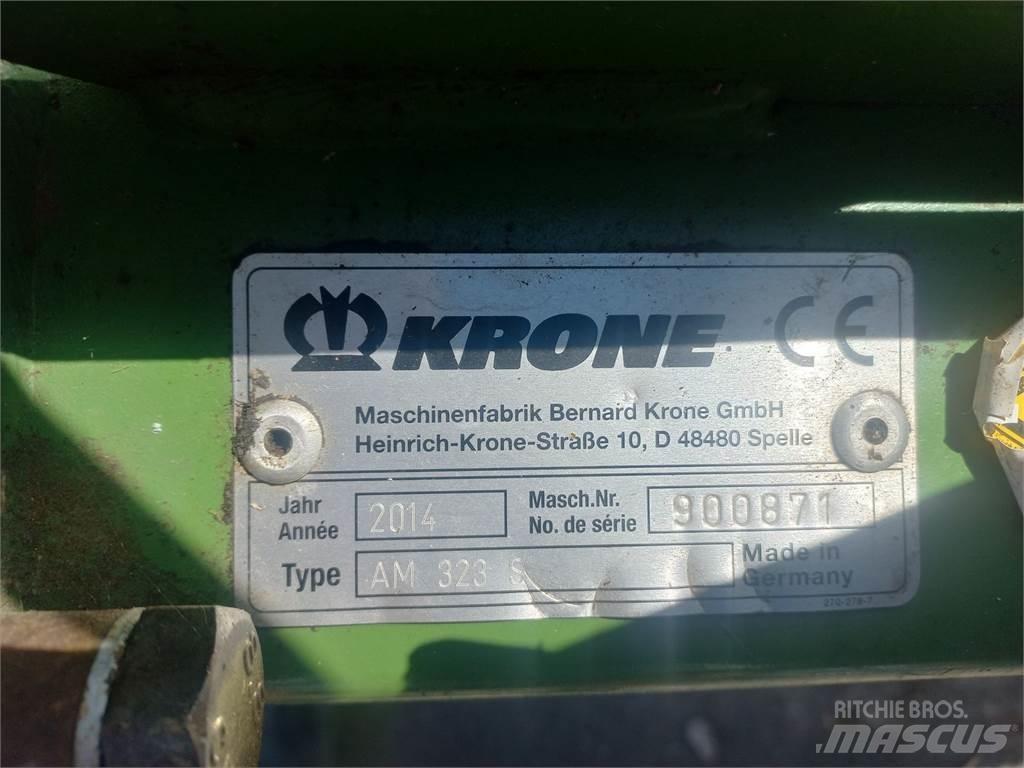 KRONE CE
Maschinenfabrik Bernard Krone GmbH
Heinrich-Krone-Straße 10, D 48480 Spelle
Jahr
Année
2014
Masch.Nr.
No. de série
900871
Type
AM 323 S
Made in
Germany
270-278-7
RITCHIE BROS.
MASCUS